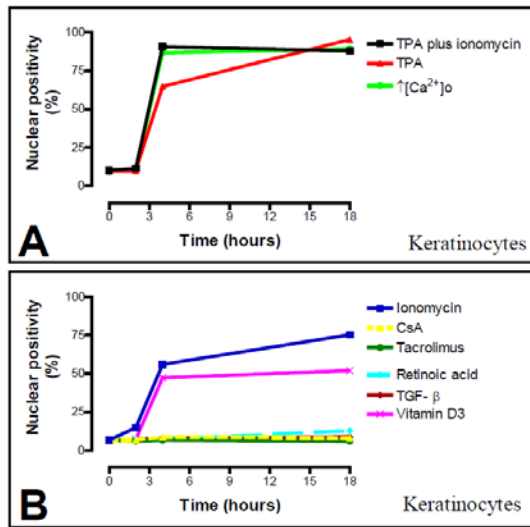 100
75
50
25
0
Nuclear positivity
(%)
0 3 6 9 12 15 18
Time (hours)
TPA plus ionomycin
TPA
↑[Ca²⁺]o
A
Keratinocytes
100
75
50
25
0
Nuclear positivity
(%)
0 3 6 9 12 15 18
Time (hours)
Ionomycin
CsA
Tacrolimus
Retinoic acid
TGF- β
Vitamin D3
B
Keratinocytes